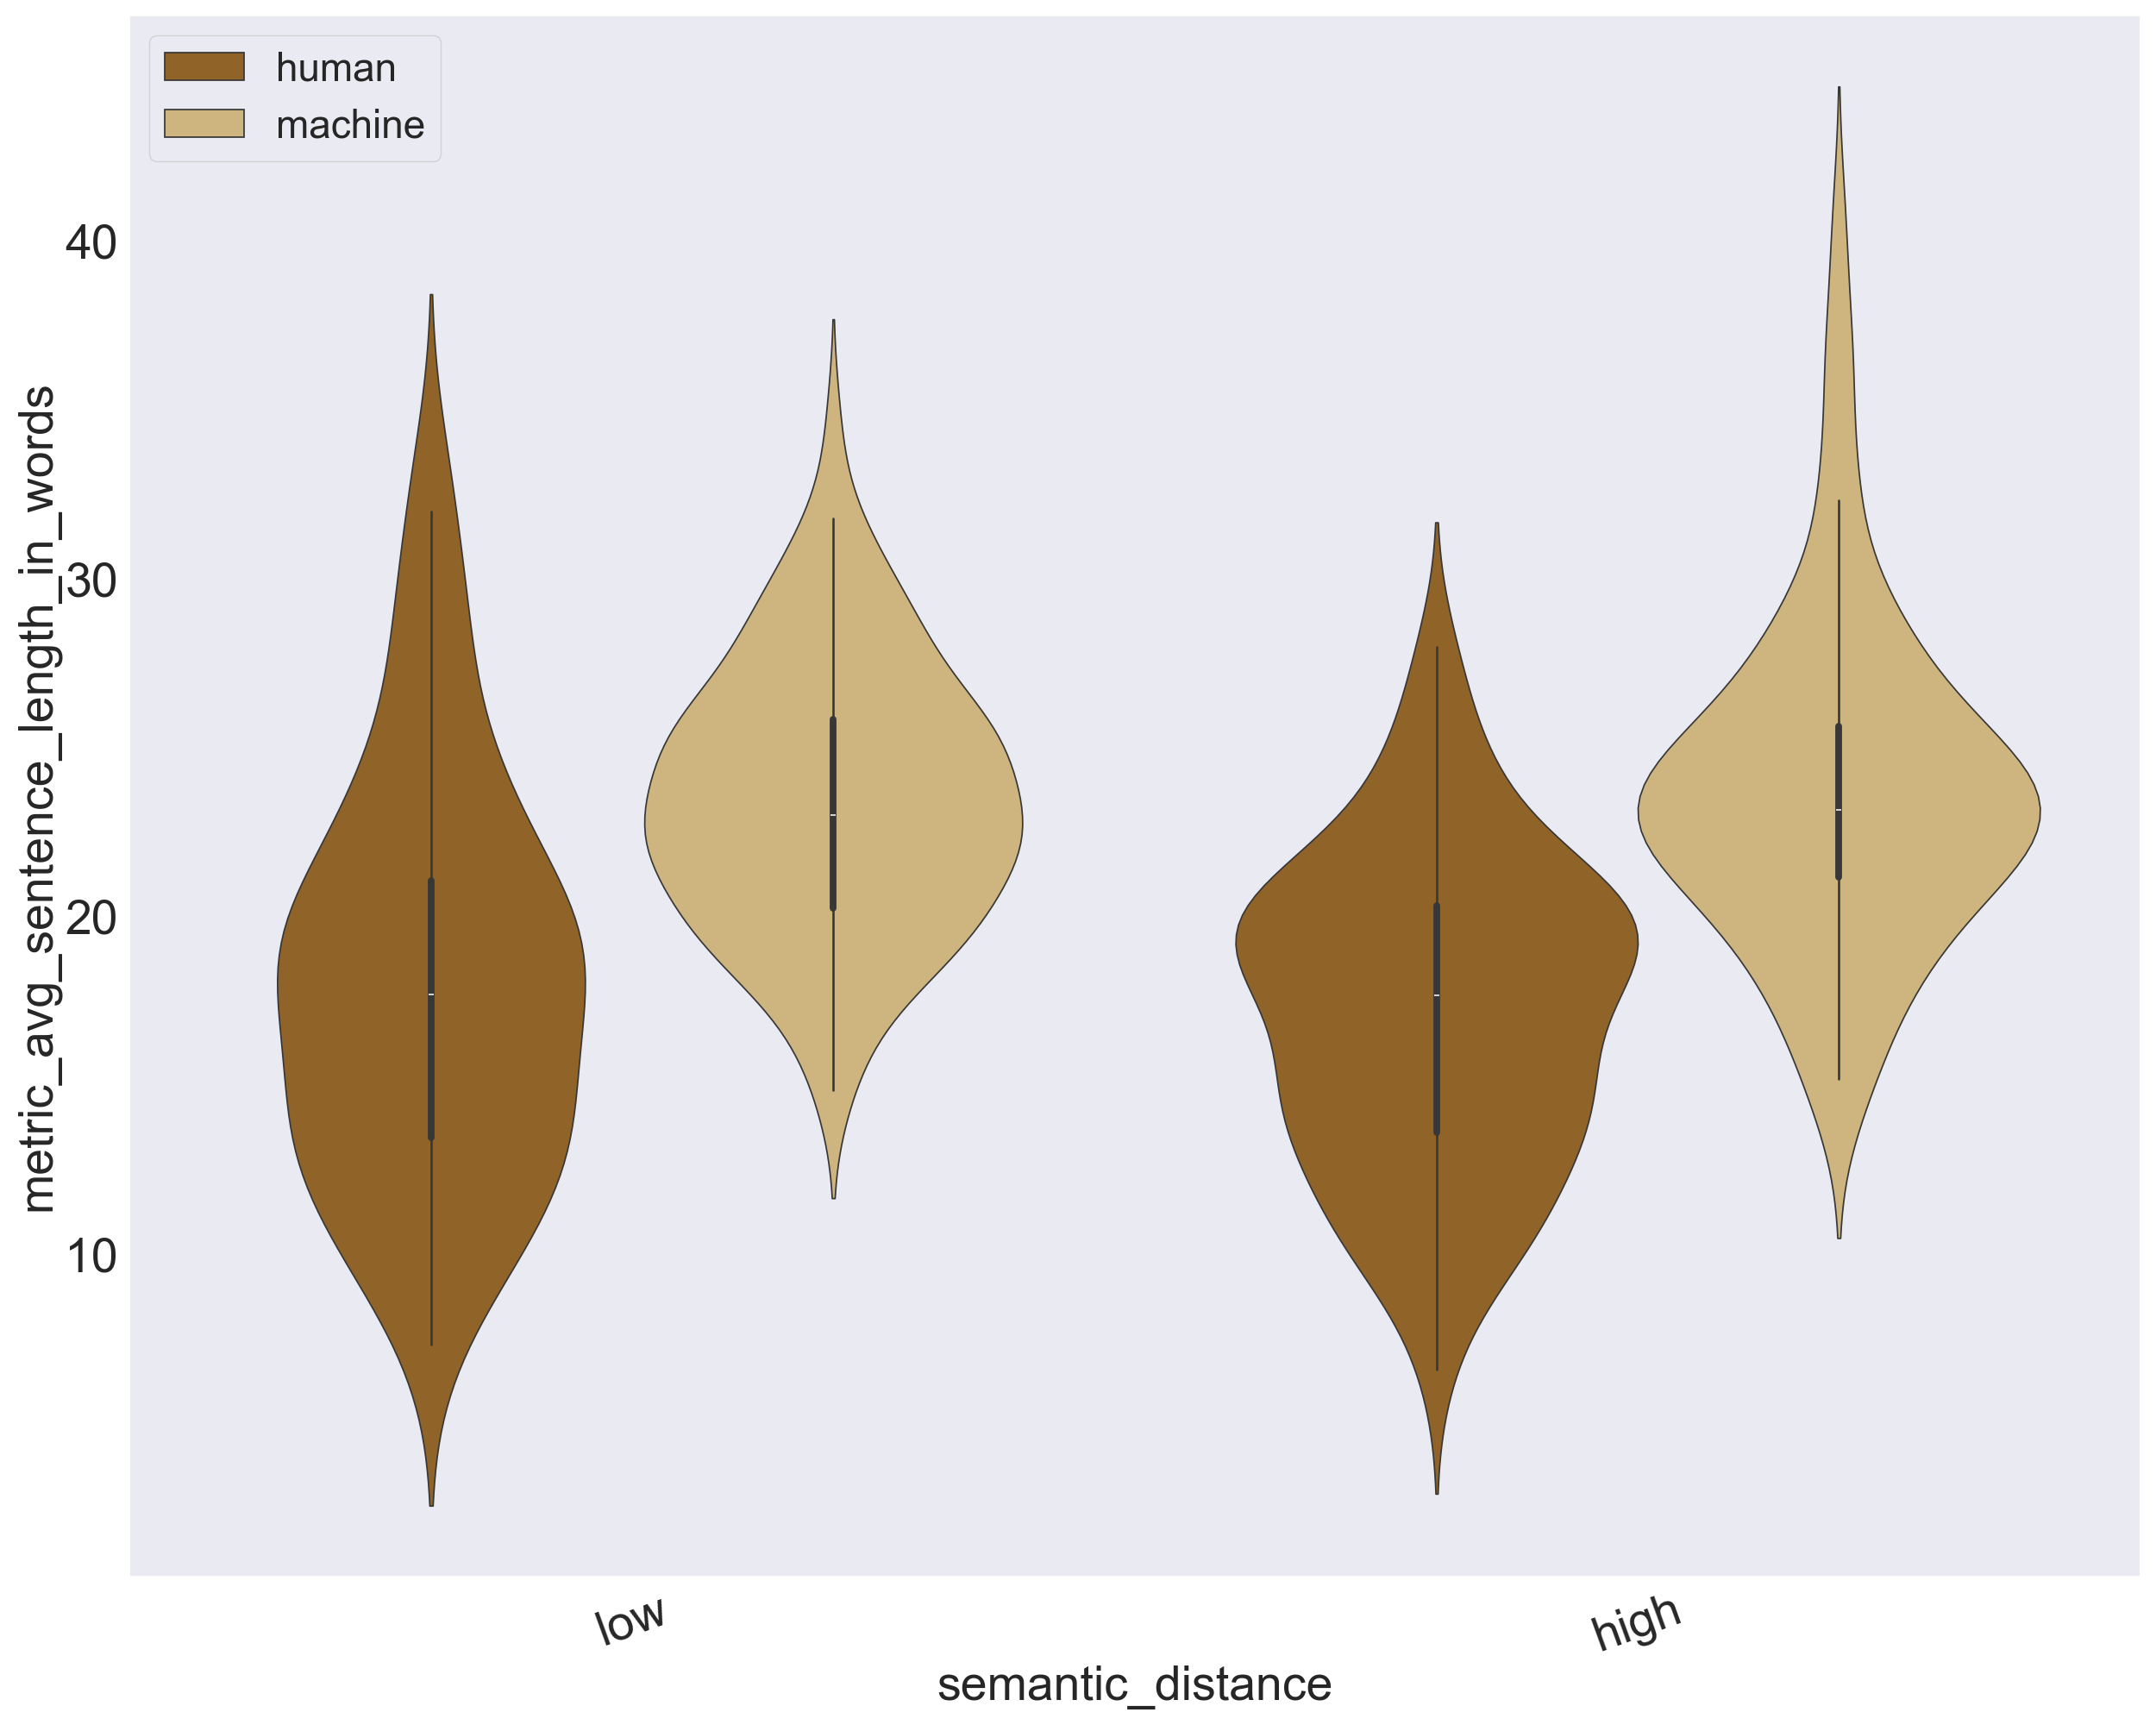 human
machine
metric_avg_sentence_length_in_words
40
30
20
10
low
high
semantic_distance